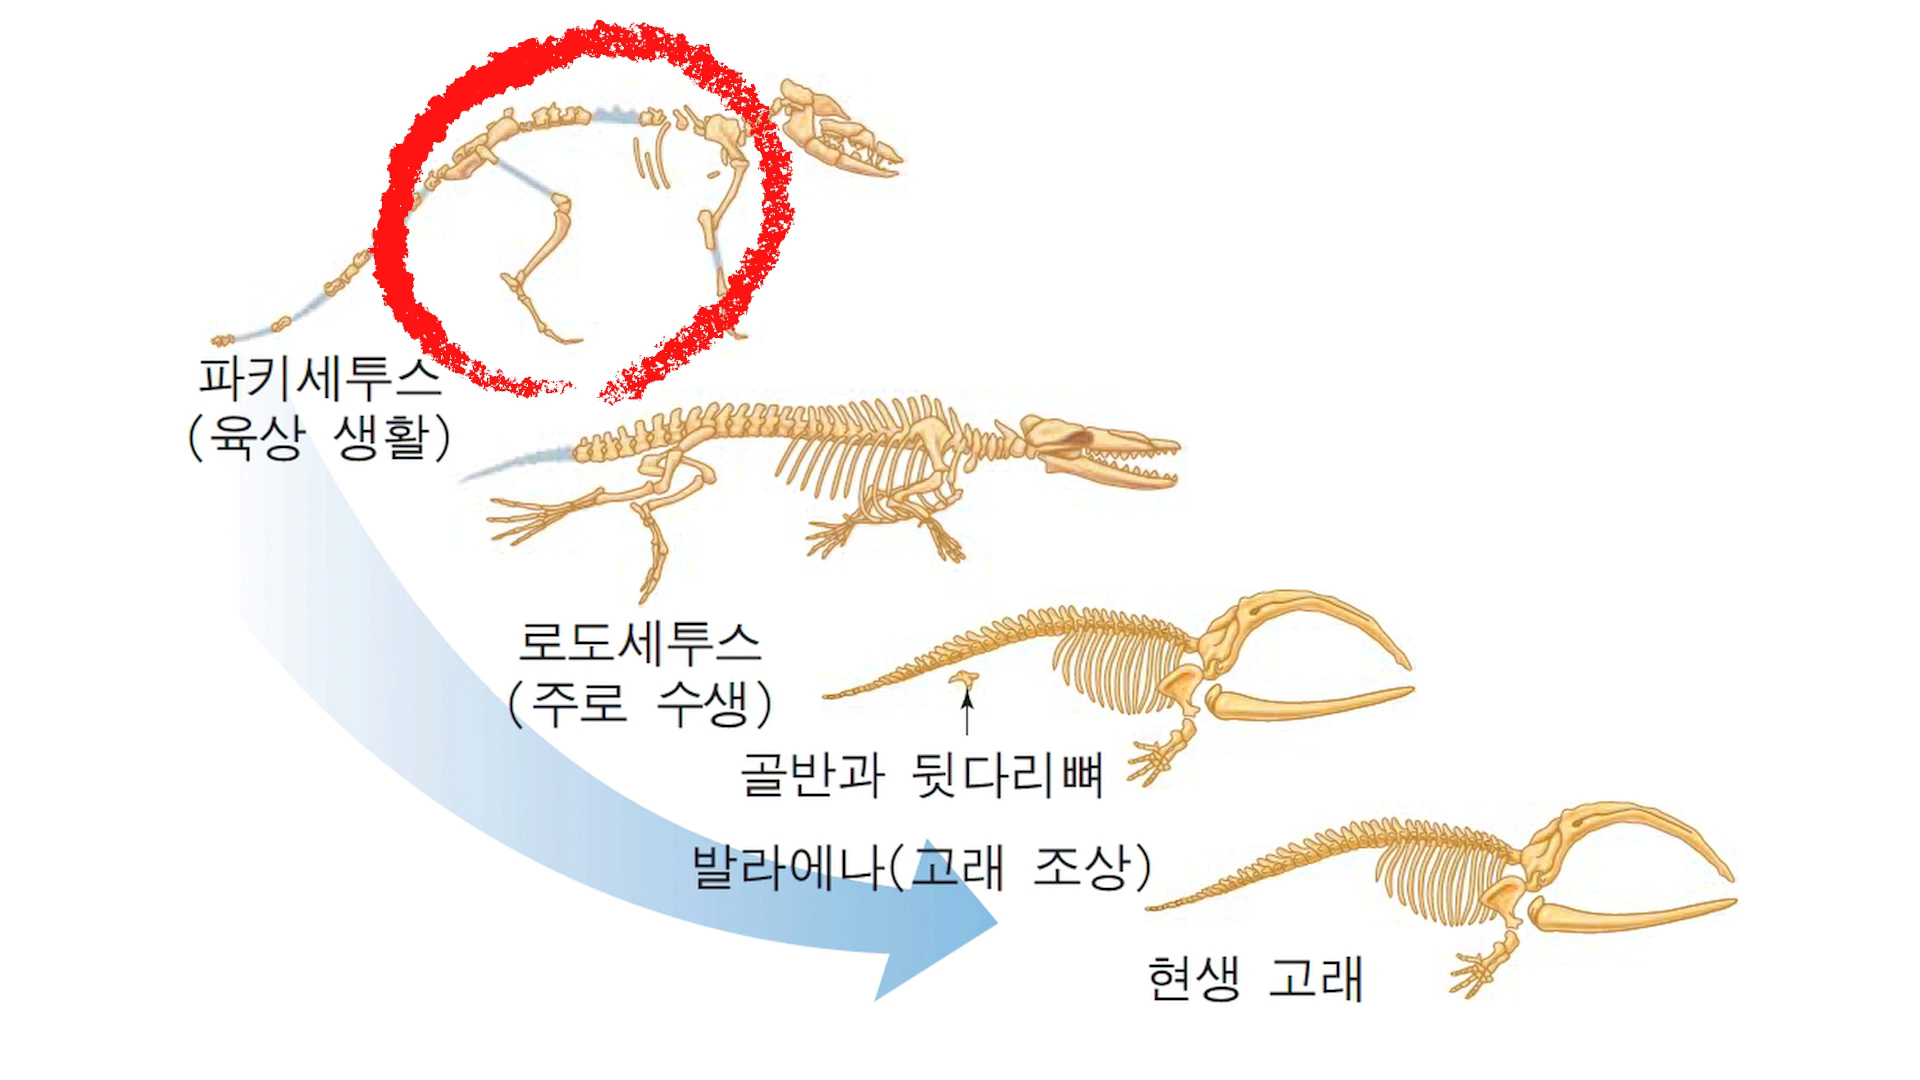 파키세투스
(육상 생활)
로도세투스
(주로 수생)
골반과 뒷다리뼈
발라에나(고래 조상)
현생 고래